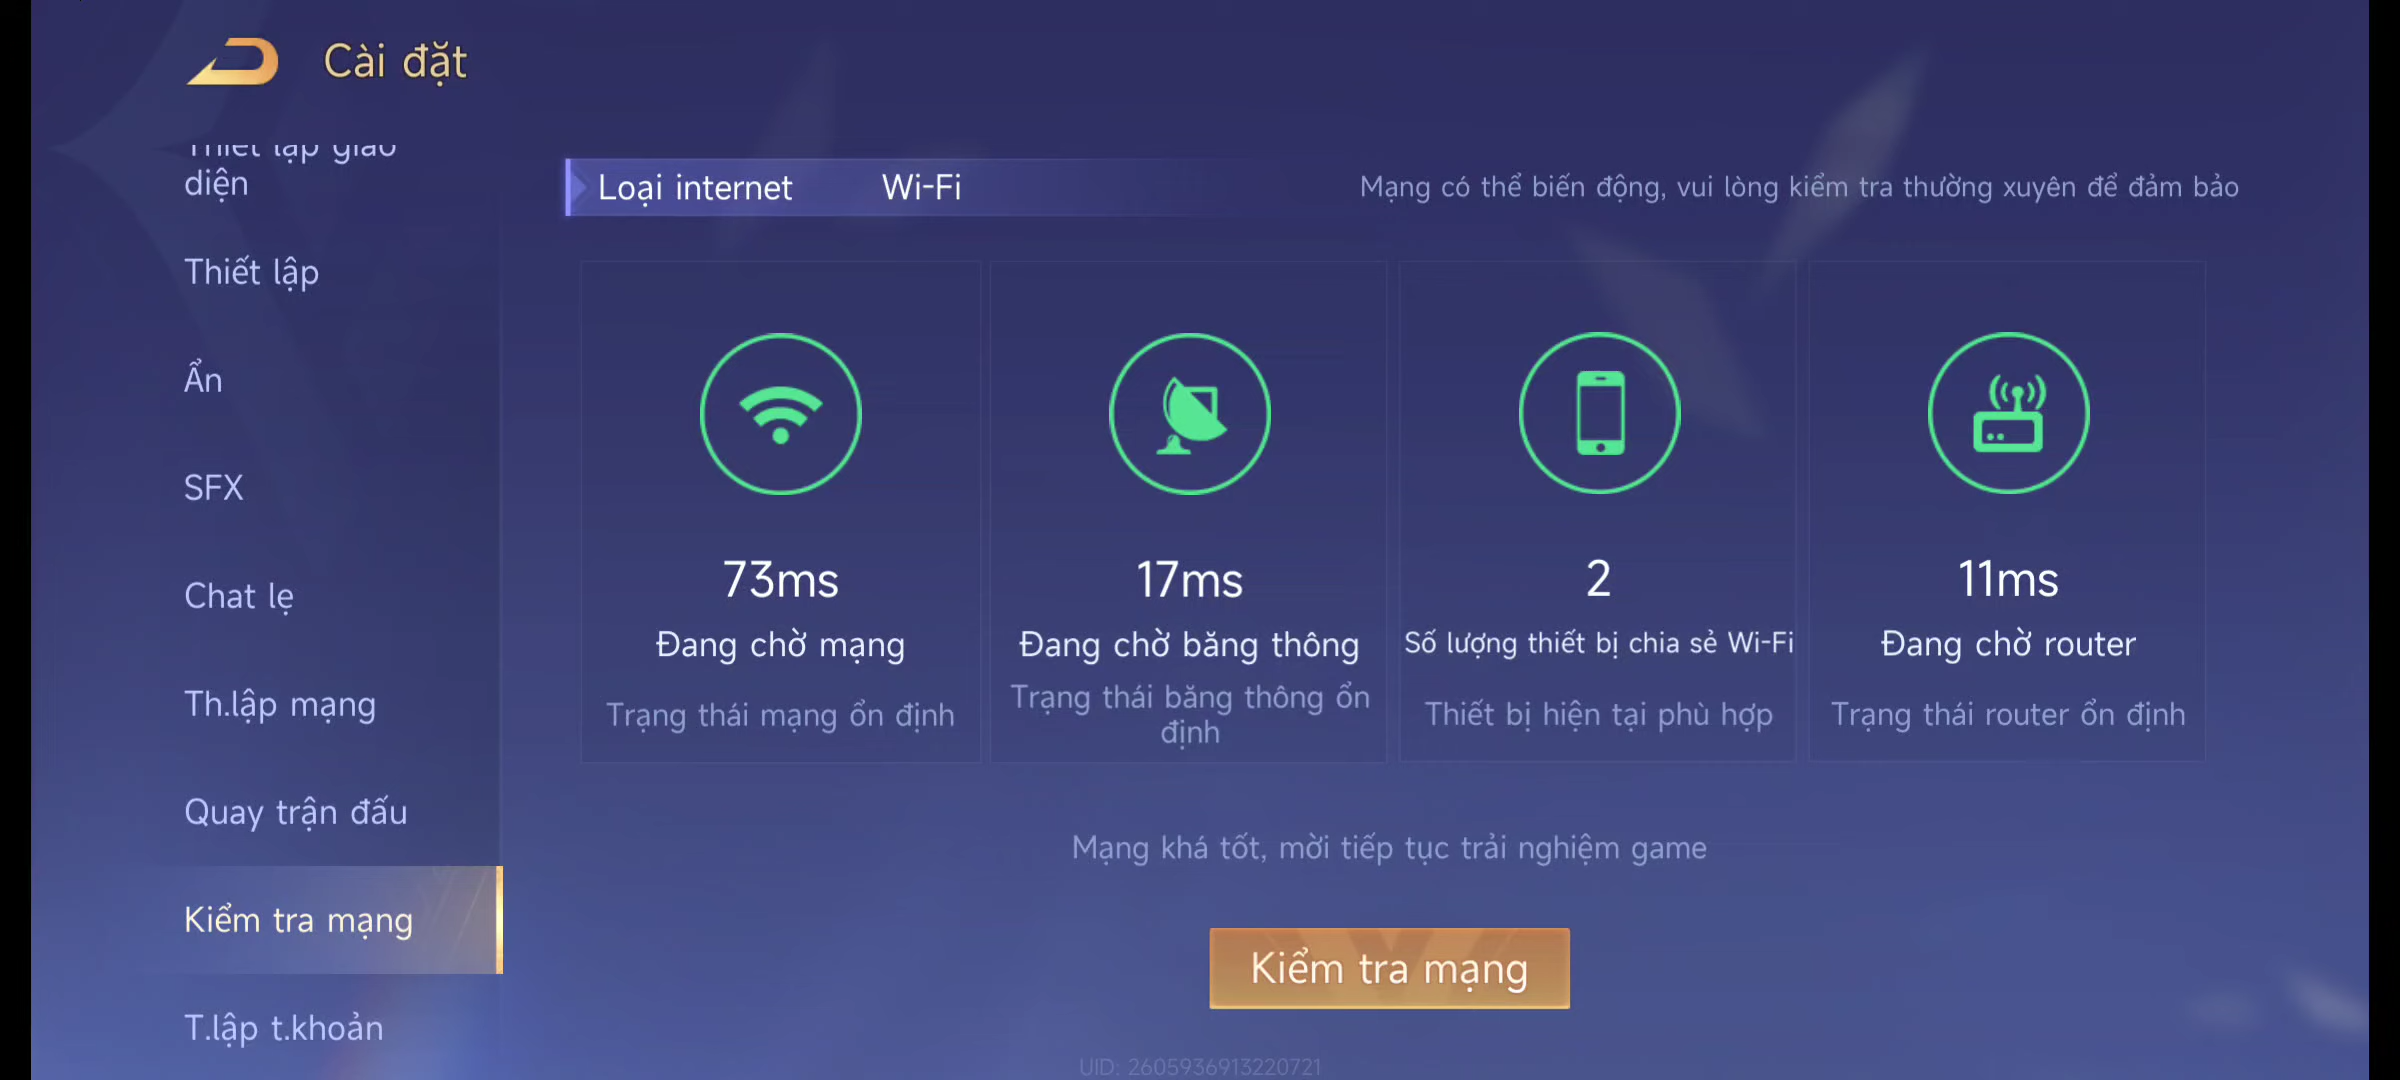 Cài đặt
Thiết lập giao
diện
Thiết lập
Ẩn
SFX
Chat lẹ
Th.lập mạng
Quay trận đấu
Kiểm tra mạng
T.lập t.khoản
Loại internet Wi-Fi
Mạng có thể biến động, vui lòng kiểm tra thường xuyên để đảm bảo
73ms
Đang chờ mạng
Trạng thái mạng ổn định
17ms
Đang chờ băng thông
Trạng thái băng thông ổn
định
2
Số lượng thiết bị chia sẻ Wi-Fi
Thiết bị hiện tại phù hợp
11ms
Đang chờ router
Trạng thái router ổn định
Mạng khá tốt, mời tiếp tục trải nghiệm game
Kiểm tra mạng
UID: 2605936913220721